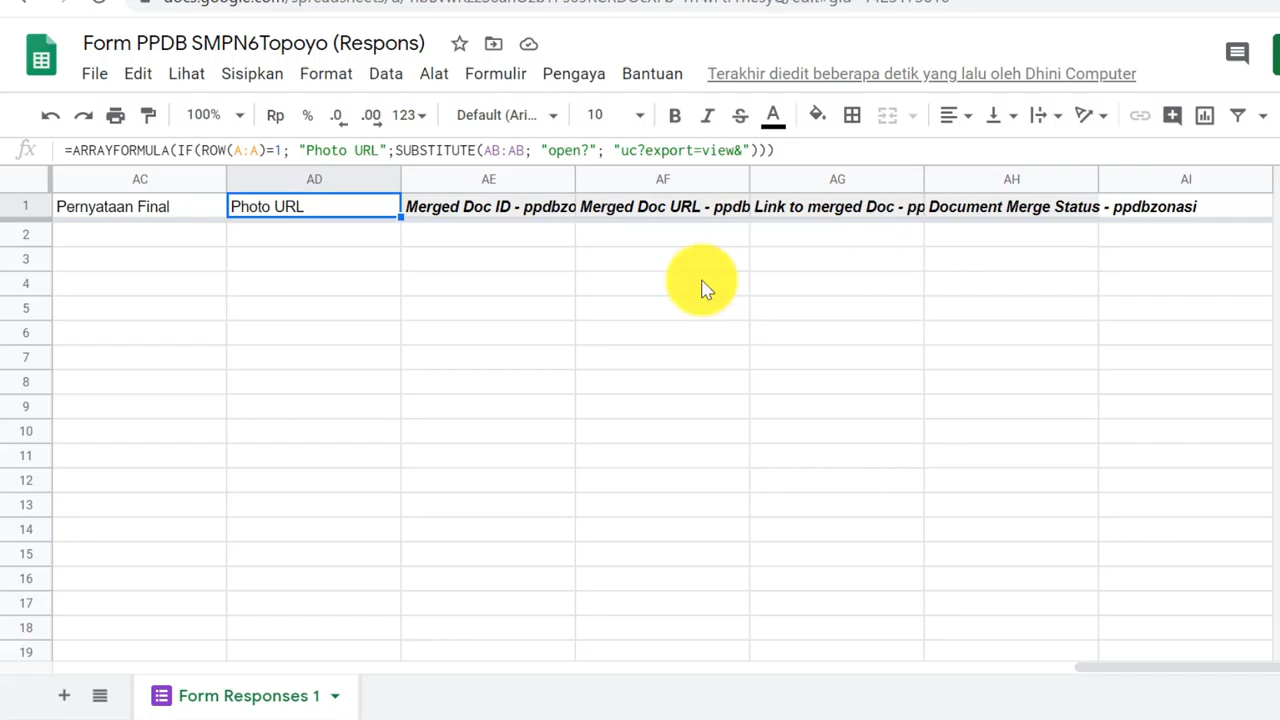 Form PPDB SMPN6Topoyo (Respons)
File Edit Lihat Sisipkan Format Data Alat Formulir Pengaya Bantuan Terakhir diedit beberapa detik yang lalu oleh Dhini Computer
100% Rp % .0 .00 123 Default (Ari... 10 B I S A
fx =ARRAYFORMULA(IF(ROW(A:A)=1; "Photo URL";SUBSTITUTE(AB:AB; "open?"; "uc?export=view&")))
AC AD AE AF AG AH AI
1 Pernyataan Final Photo URL Merged Doc ID - ppdbzo Merged Doc URL - ppdb Link to merged Doc - pp Document Merge Status - ppdbzonasi
2
3
4
5
6
7
8
9
10
11
12
13
14
15
16
17
18
19
Form Responses 1